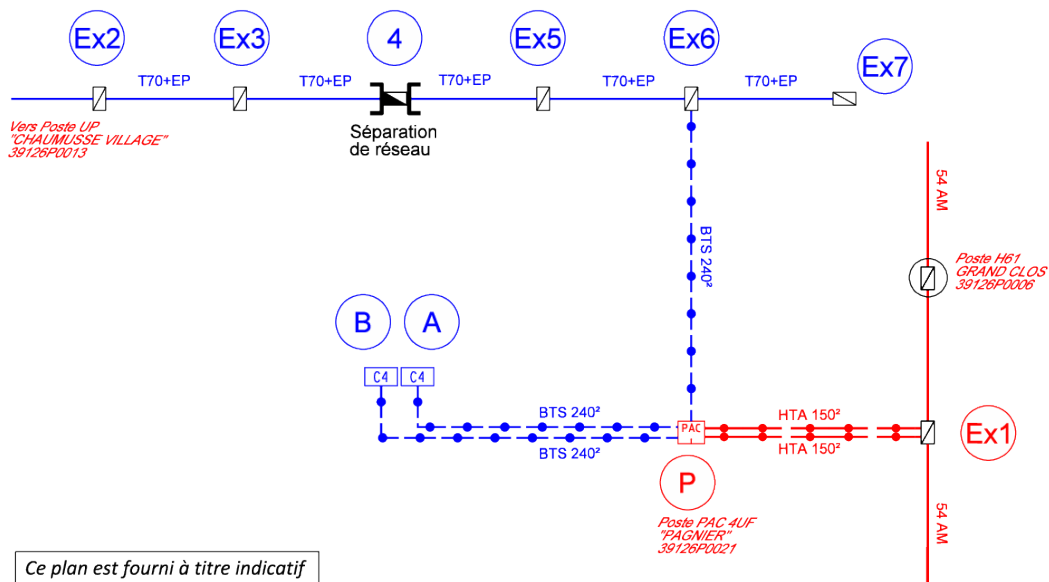 Ex2
Ex3
4
Ex5
Ex6
Ex7
T70+EP
T70+EP
T70+EP
T70+EP
T70+EP
Vers Poste UP
"CHAUMUSSE VILLAGE"
39126P0013
Séparation
de réseau
54 AM
BTS 240²
Poste H61
GRAND CLOS
39126P0006
B
A
C4
C4
BTS 240²
BTS 240²
PAC
HTA 150²
HTA 150²
Ex1
P
Poste PAC 4UF
"PAGNIER"
39126P0021
54 AM
Ce plan est fourni à titre indicatif